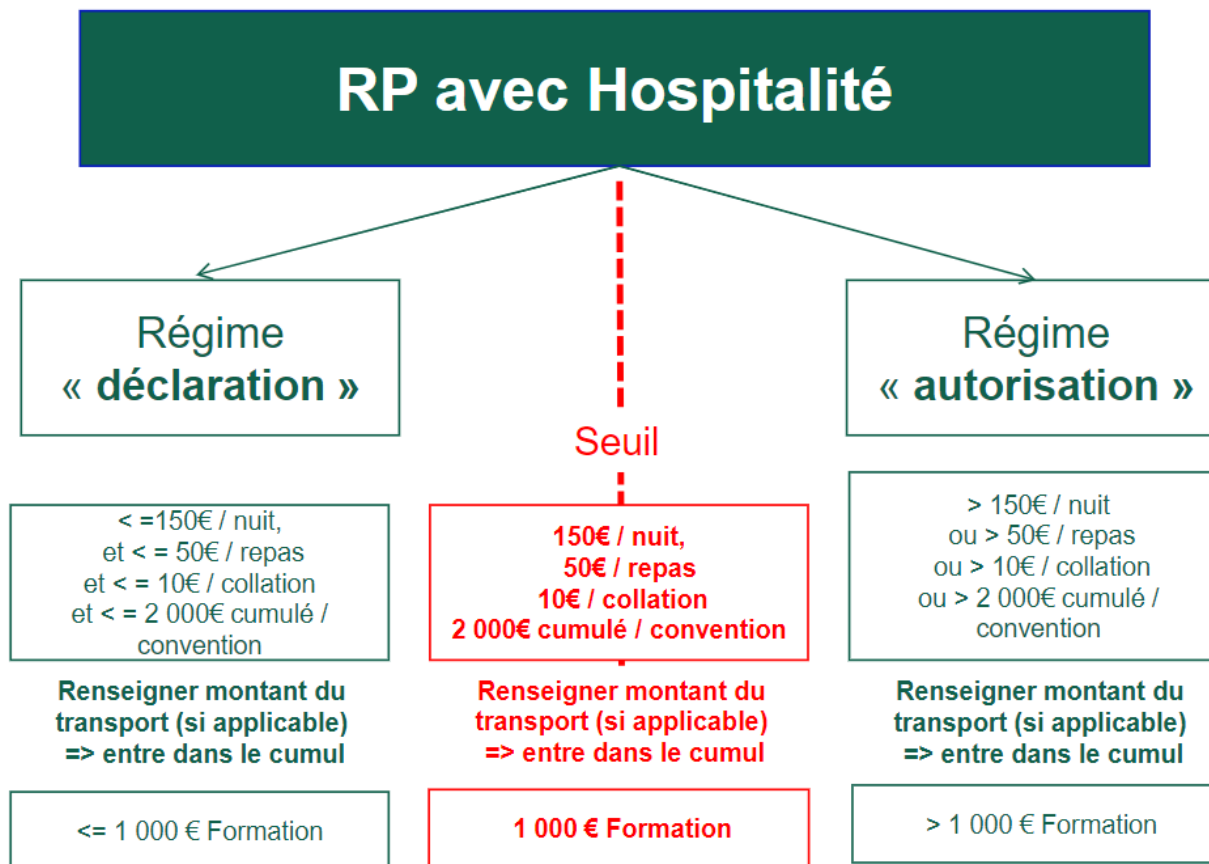 RP avec Hospitalité
Régime
« déclaration »
< =150€ / nuit,
et < = 50€ / repas
et < = 10€ / collation
et < = 2 000€ cumulé /
convention
Renseigner montant du
transport (si applicable)
=> entre dans le cumul
<= 1 000 € Formation
Seuil
150€ / nuit,
50€ / repas
10€ / collation
2 000€ cumulé / convention
Renseigner montant du
transport (si applicable)
=> entre dans le cumul
1 000 € Formation
Régime
« autorisation »
> 150€ / nuit
ou > 50€ / repas
ou > 10€ / collation
ou > 2 000€ cumulé /
convention
Renseigner montant du
transport (si applicable)
=> entre dans le cumul
> 1 000 € Formation